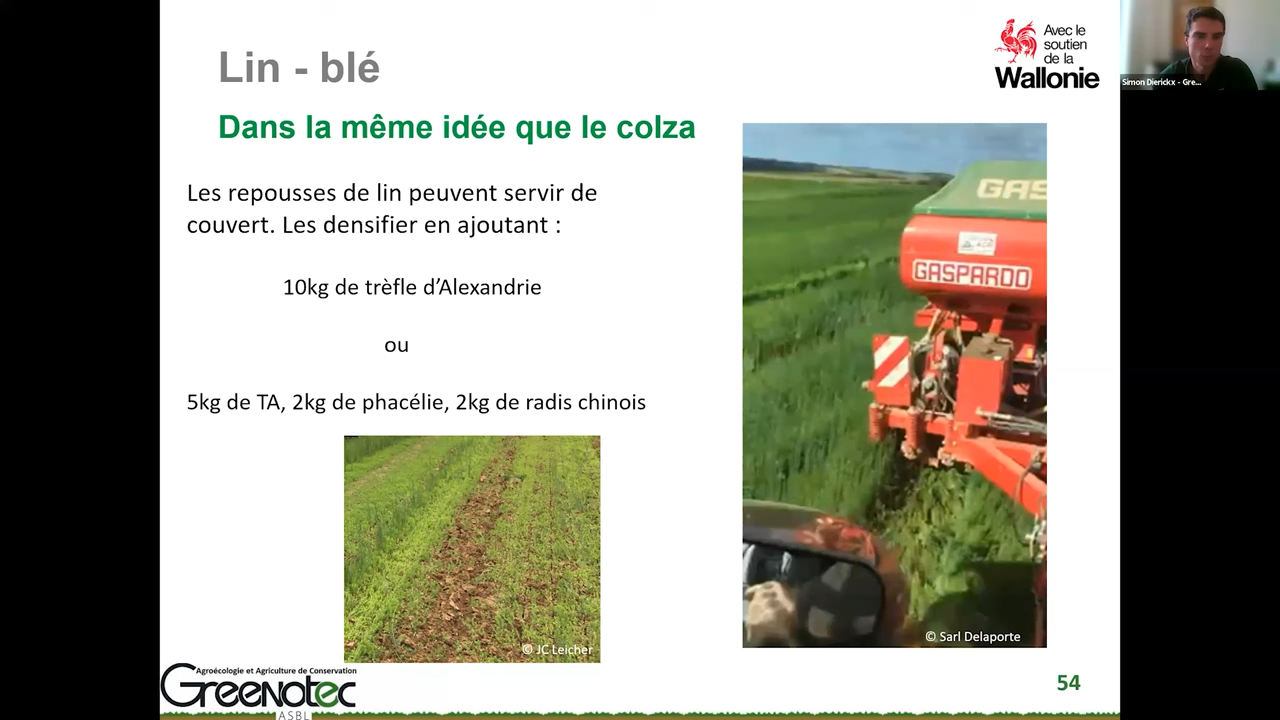 Lin - blé
Avec le
soutien
de la
Wallonie
Simon Dierickx - Gre...
Dans la même idée que le colza
Les repousses de lin peuvent servir de
couvert. Les densifier en ajoutant :
10kg de trèfle d’Alexandrie
ou
5kg de TA, 2kg de phacélie, 2kg de radis chinois
GAS
GASPARDO
© JC Leicher
© Sarl Delaporte
Agroécologie et Agriculture de Conservation
Greenotec
ASBL
54